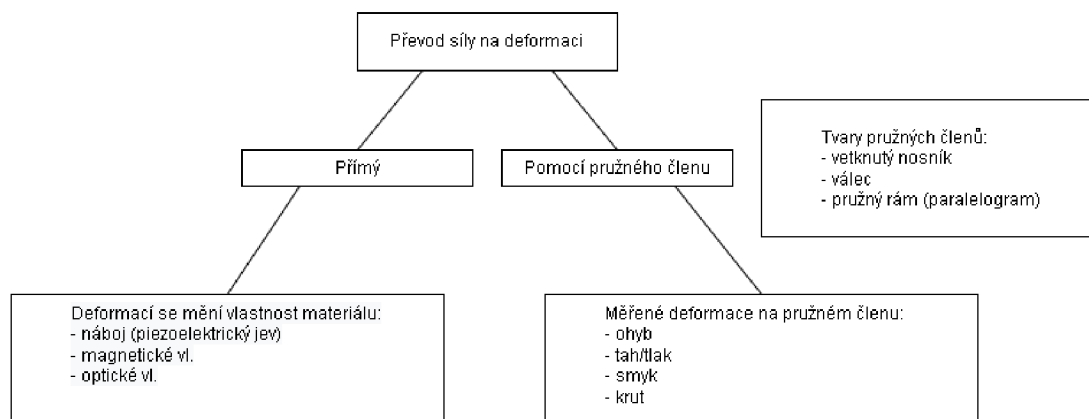 Převod síly na deformaci
Přímý
Pomocí pružného členu
Tvary pružných členů:
- vetknutý nosník
- válec
- pružný rám (paralelogram)
Deformací se mění vlastnost materiálu:
- náboj (piezoelektrický jev)
- magnetické vl.
- optické vl.
Měřené deformace na pružném členu:
- ohyb
- tah/tlak
- smyk
- krut